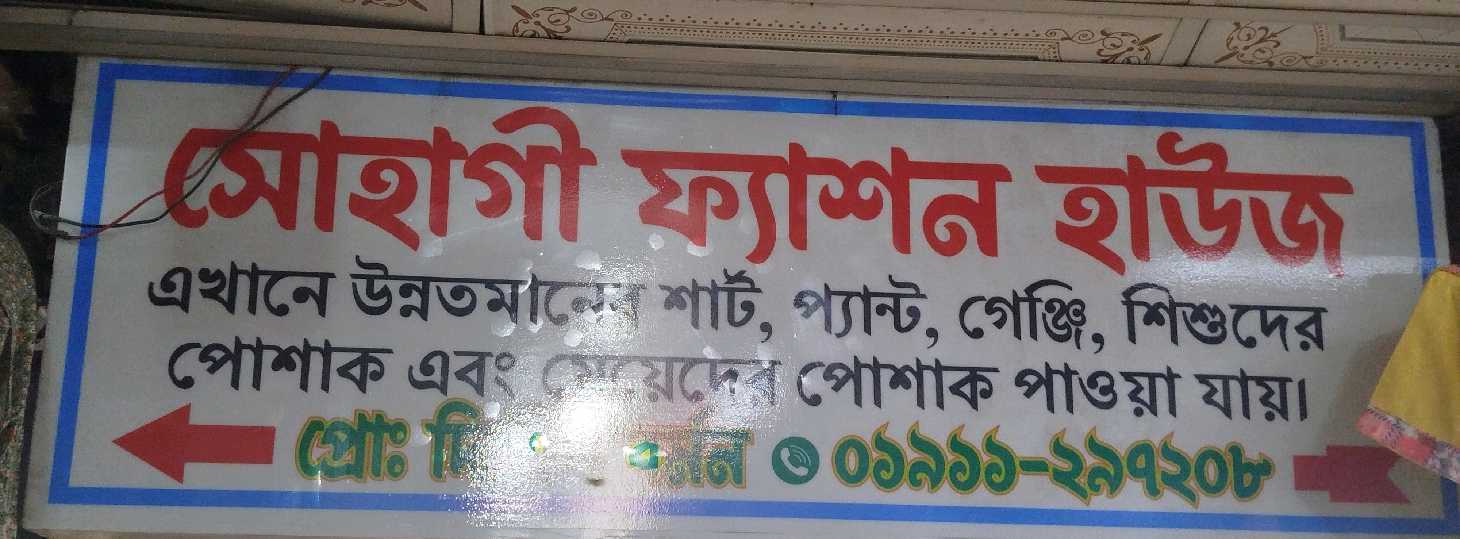 সোহাগী ফ্যাশন হাউজ
এখানে উন্নতমানের শার্ট, প্যান্ট, গেঞ্জি, শিশুদের
পোশাক এবং মেয়েদের পোশাক পাওয়া যায়।
প্রোঃ ০১৯১১-২৯৭২০৮